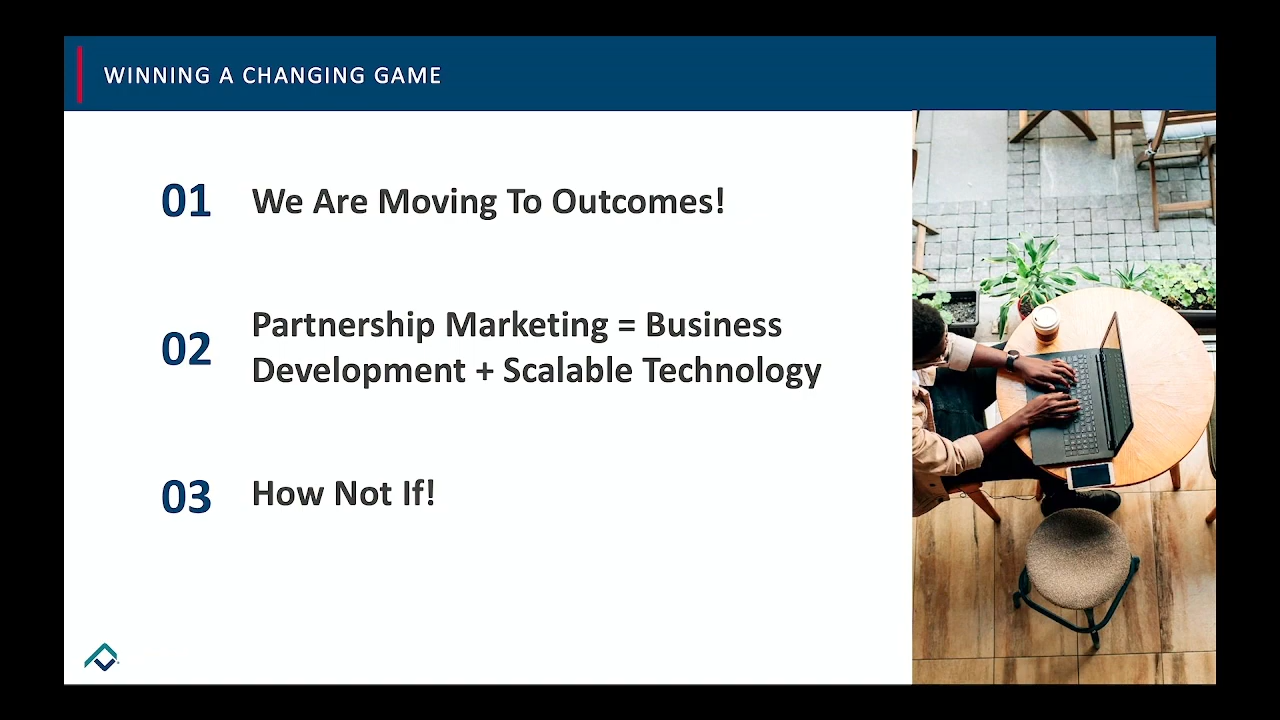 WINNING A CHANGING GAME
01
We Are Moving To Outcomes!
02
Partnership Marketing = Business
Development + Scalable Technology
03
How Not If!